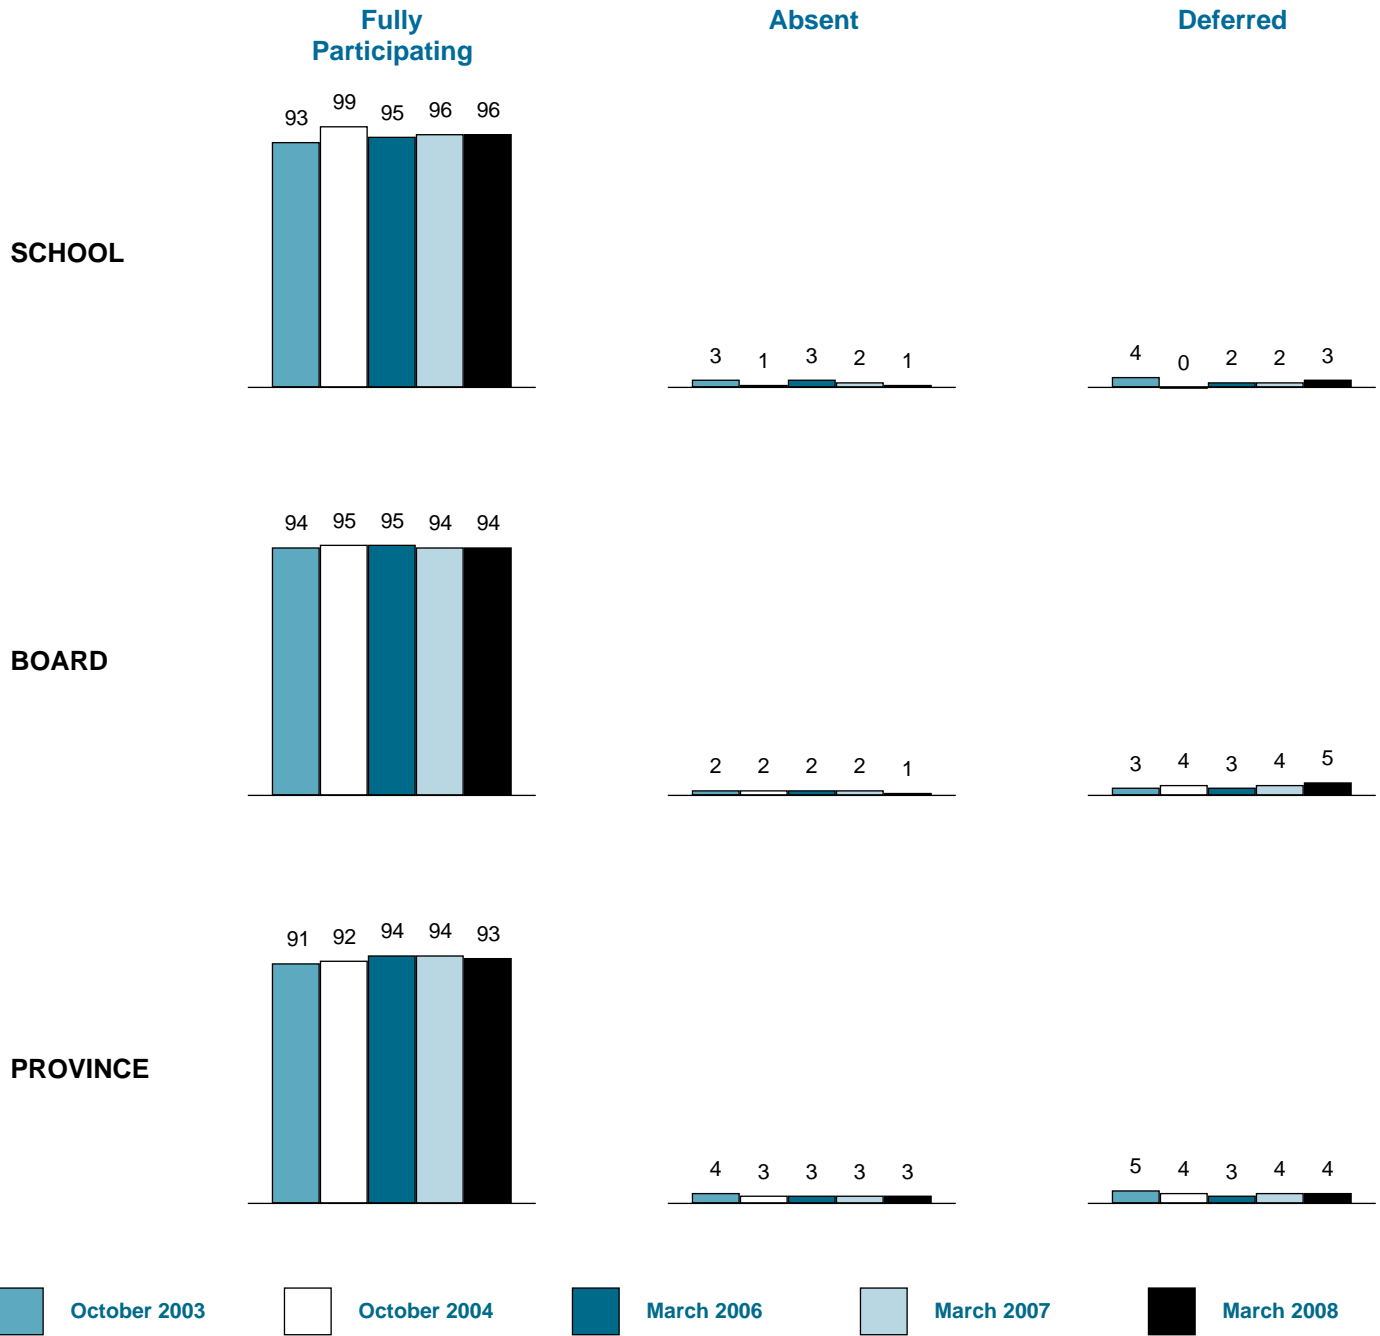 Fully
Participating
Absent
Deferred
SCHOOL
93 99 95 96 96
3 1 3 2 1
4 0 2 2 3
BOARD
94 95 95 94 94
2 2 2 2 1
3 4 3 4 5
PROVINCE
91 92 94 94 93
4 3 3 3 3
5 4 3 4 4
October 2003
October 2004
March 2006
March 2007
March 2008